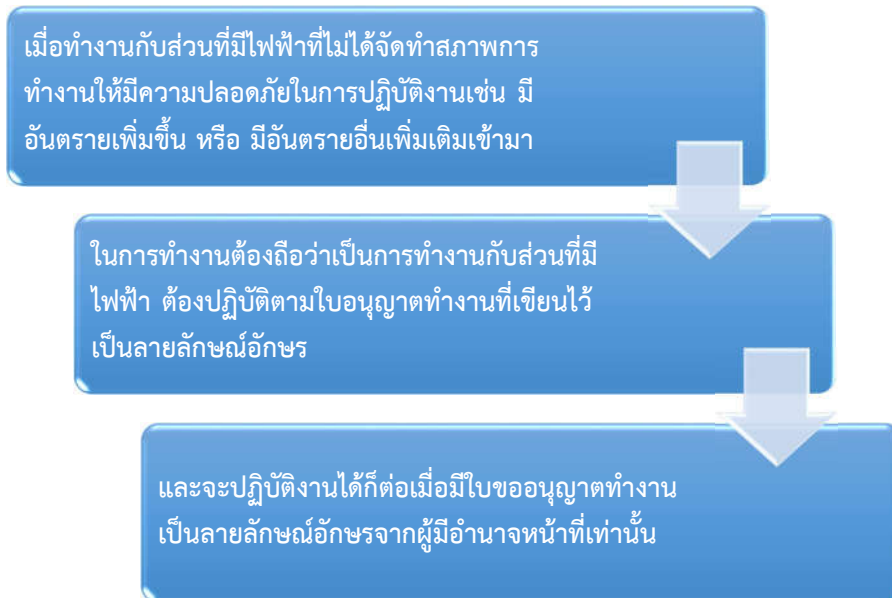 เมื่อทำงานกับส่วนที่มีไฟฟ้าที่ไม่ได้จัดทำสภาพการ
ทำงานให้มีความปลอดภัยในการปฏิบัติงานเช่น มี
อันตรายเพิ่มขึ้น หรือ มีอันตรายอื่นเพิ่มเติมเข้ามา
ในการทำงานต้องถือว่าเป็นการทำงานกับส่วนที่มี
ไฟฟ้า ต้องปฏิบัติตามใบอนุญาตทำงานที่เขียนไว้
เป็นลายลักษณ์อักษร
และจะปฏิบัติงานได้ก็ต่อเมื่อมีใบขออนุญาตทำงาน
เป็นลายลักษณ์อักษรจากผู้มีอำนาจหน้าที่เท่านั้น